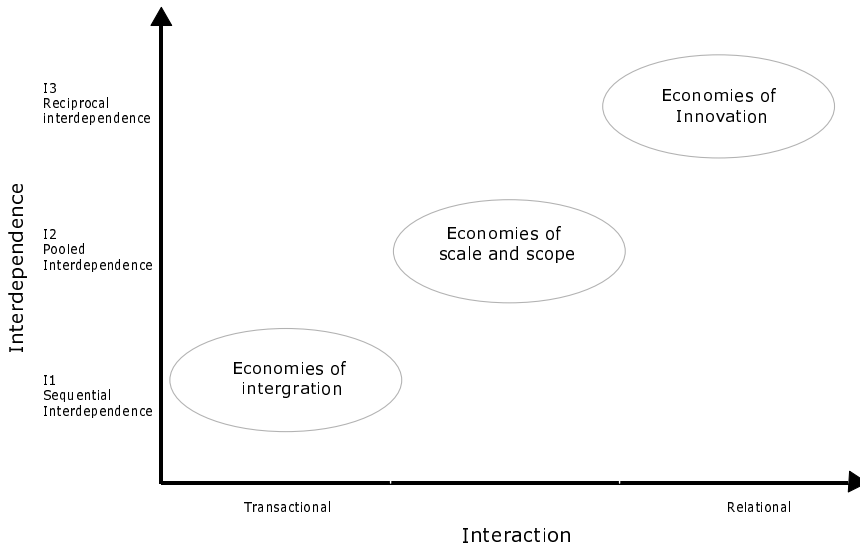 I3
Reciprocal
interdependence
Economies of
Innovation
I2
Pooled
Interdependence
Economies of
scale and scope
I1
Sequential
Interdependence
Economies of
intergration
Interdependence
Transactional
Relational
Interaction